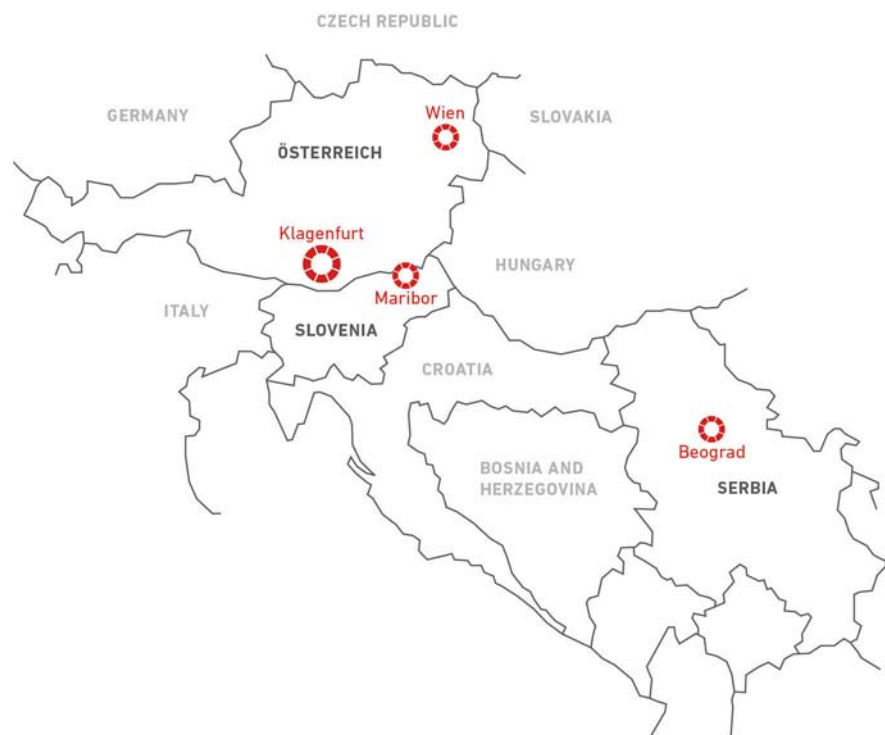 CZECH REPUBLIC
GERMANY
Wien
SLOVAKIA
ÖSTERREICH
Klagenfurt
HUNGARY
Maribor
ITALY
SLOVENIA
CROATIA
Beograd
BOSNIA AND
HERZEGOVINA
SERBIA